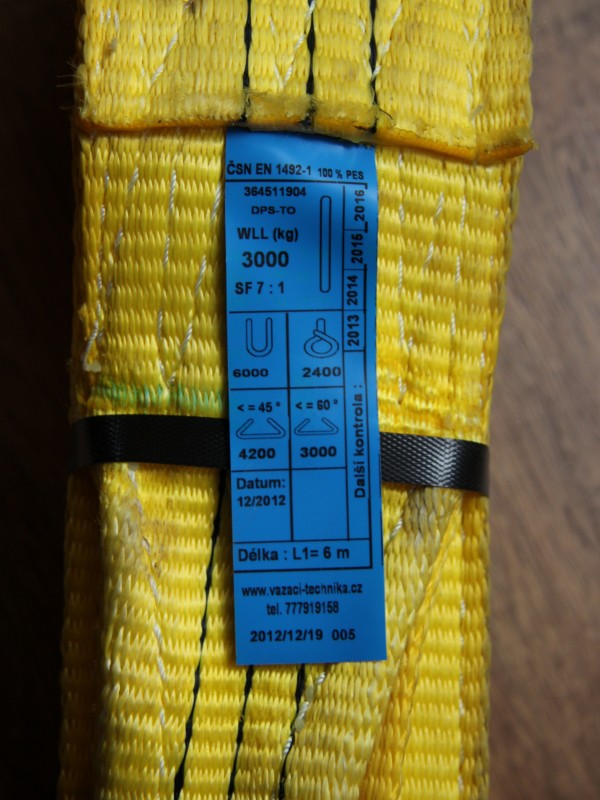 ČSN EN 1492-1 100 % PES
364511904
DPS-TO
WLL (kg)
3000
SF 7 : 1
Další kontrola : 2013 2014 2015 2016
6000 2400
< = 45 ° < = 60 °
4200 3000
Datum:
12/2012
Délka : L1= 6 m
www.vazaci-technika.cz
tel. 777919158
2012/12/19 005